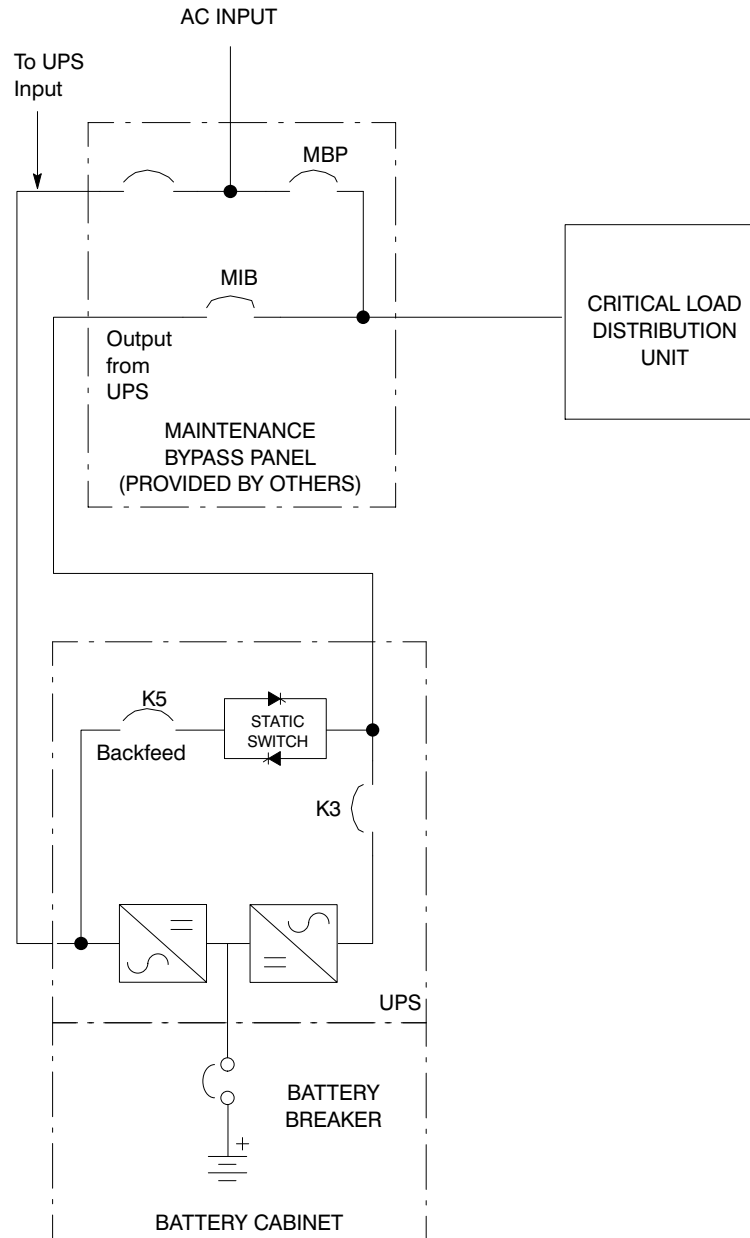 AC INPUT
To UPS
Input
MBP
MIB
Output
from
UPS
CRITICAL LOAD
DISTRIBUTION
UNIT
MAINTENANCE
BYPASS PANEL
(PROVIDED BY OTHERS)
K5
STATIC
SWITCH
Backfeed
K3
UPS
BATTERY
BREAKER
+
BATTERY CABINET